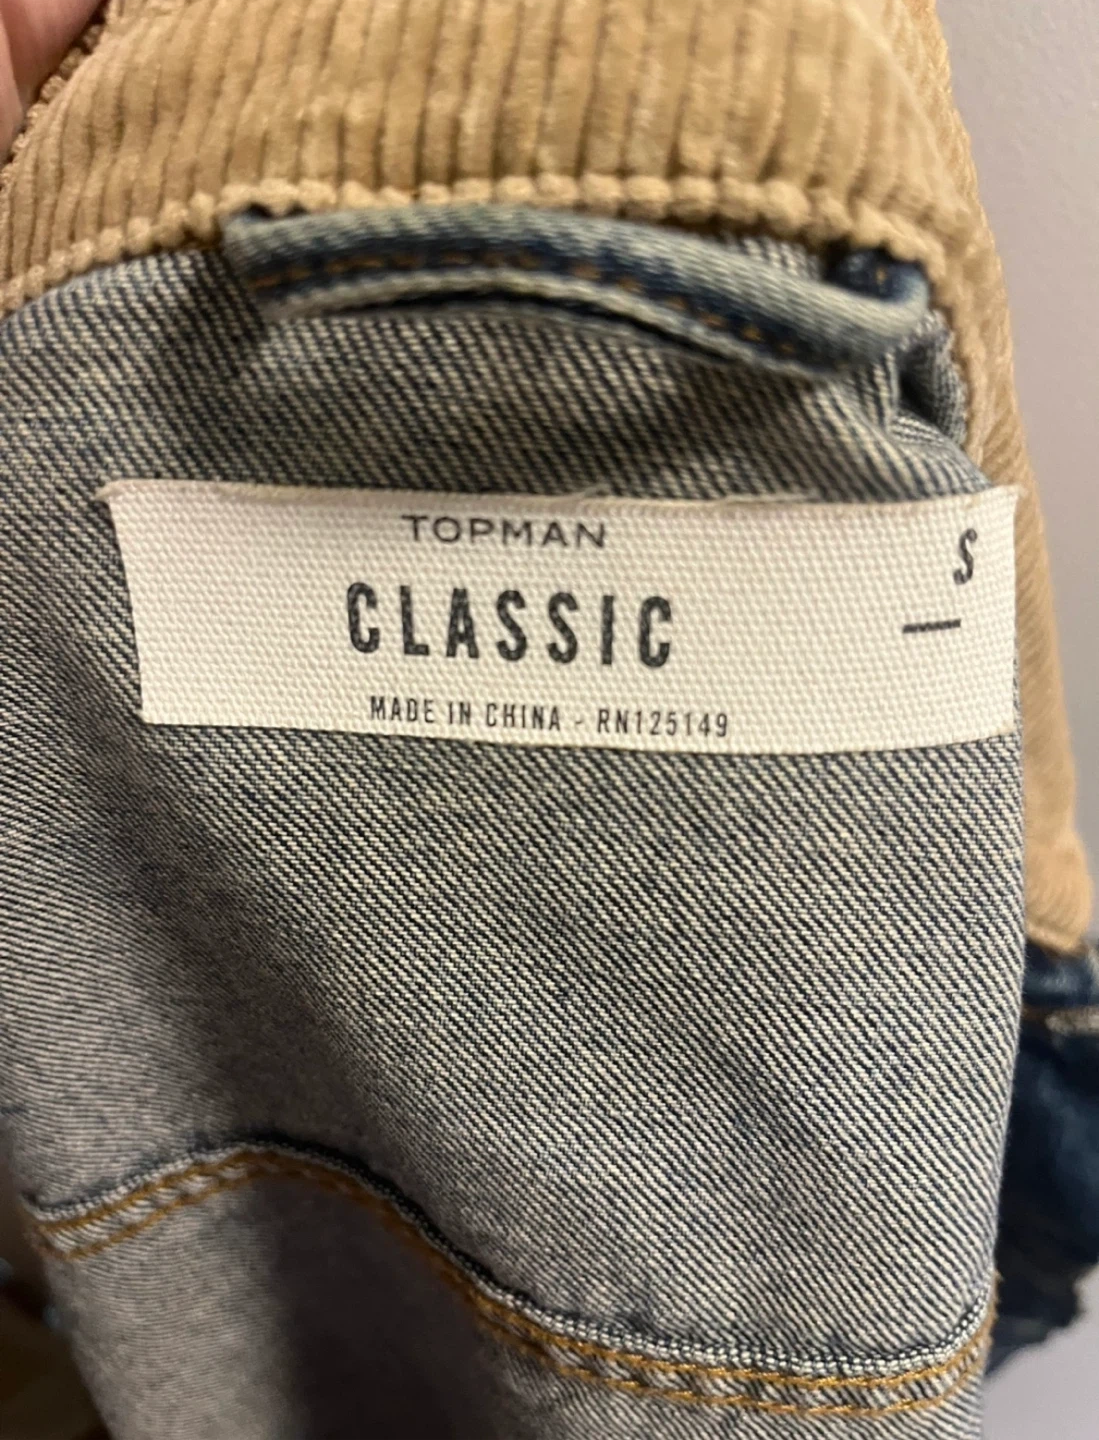 TOPMAN
S
CLASSIC
MADE IN CHINA - RN125149